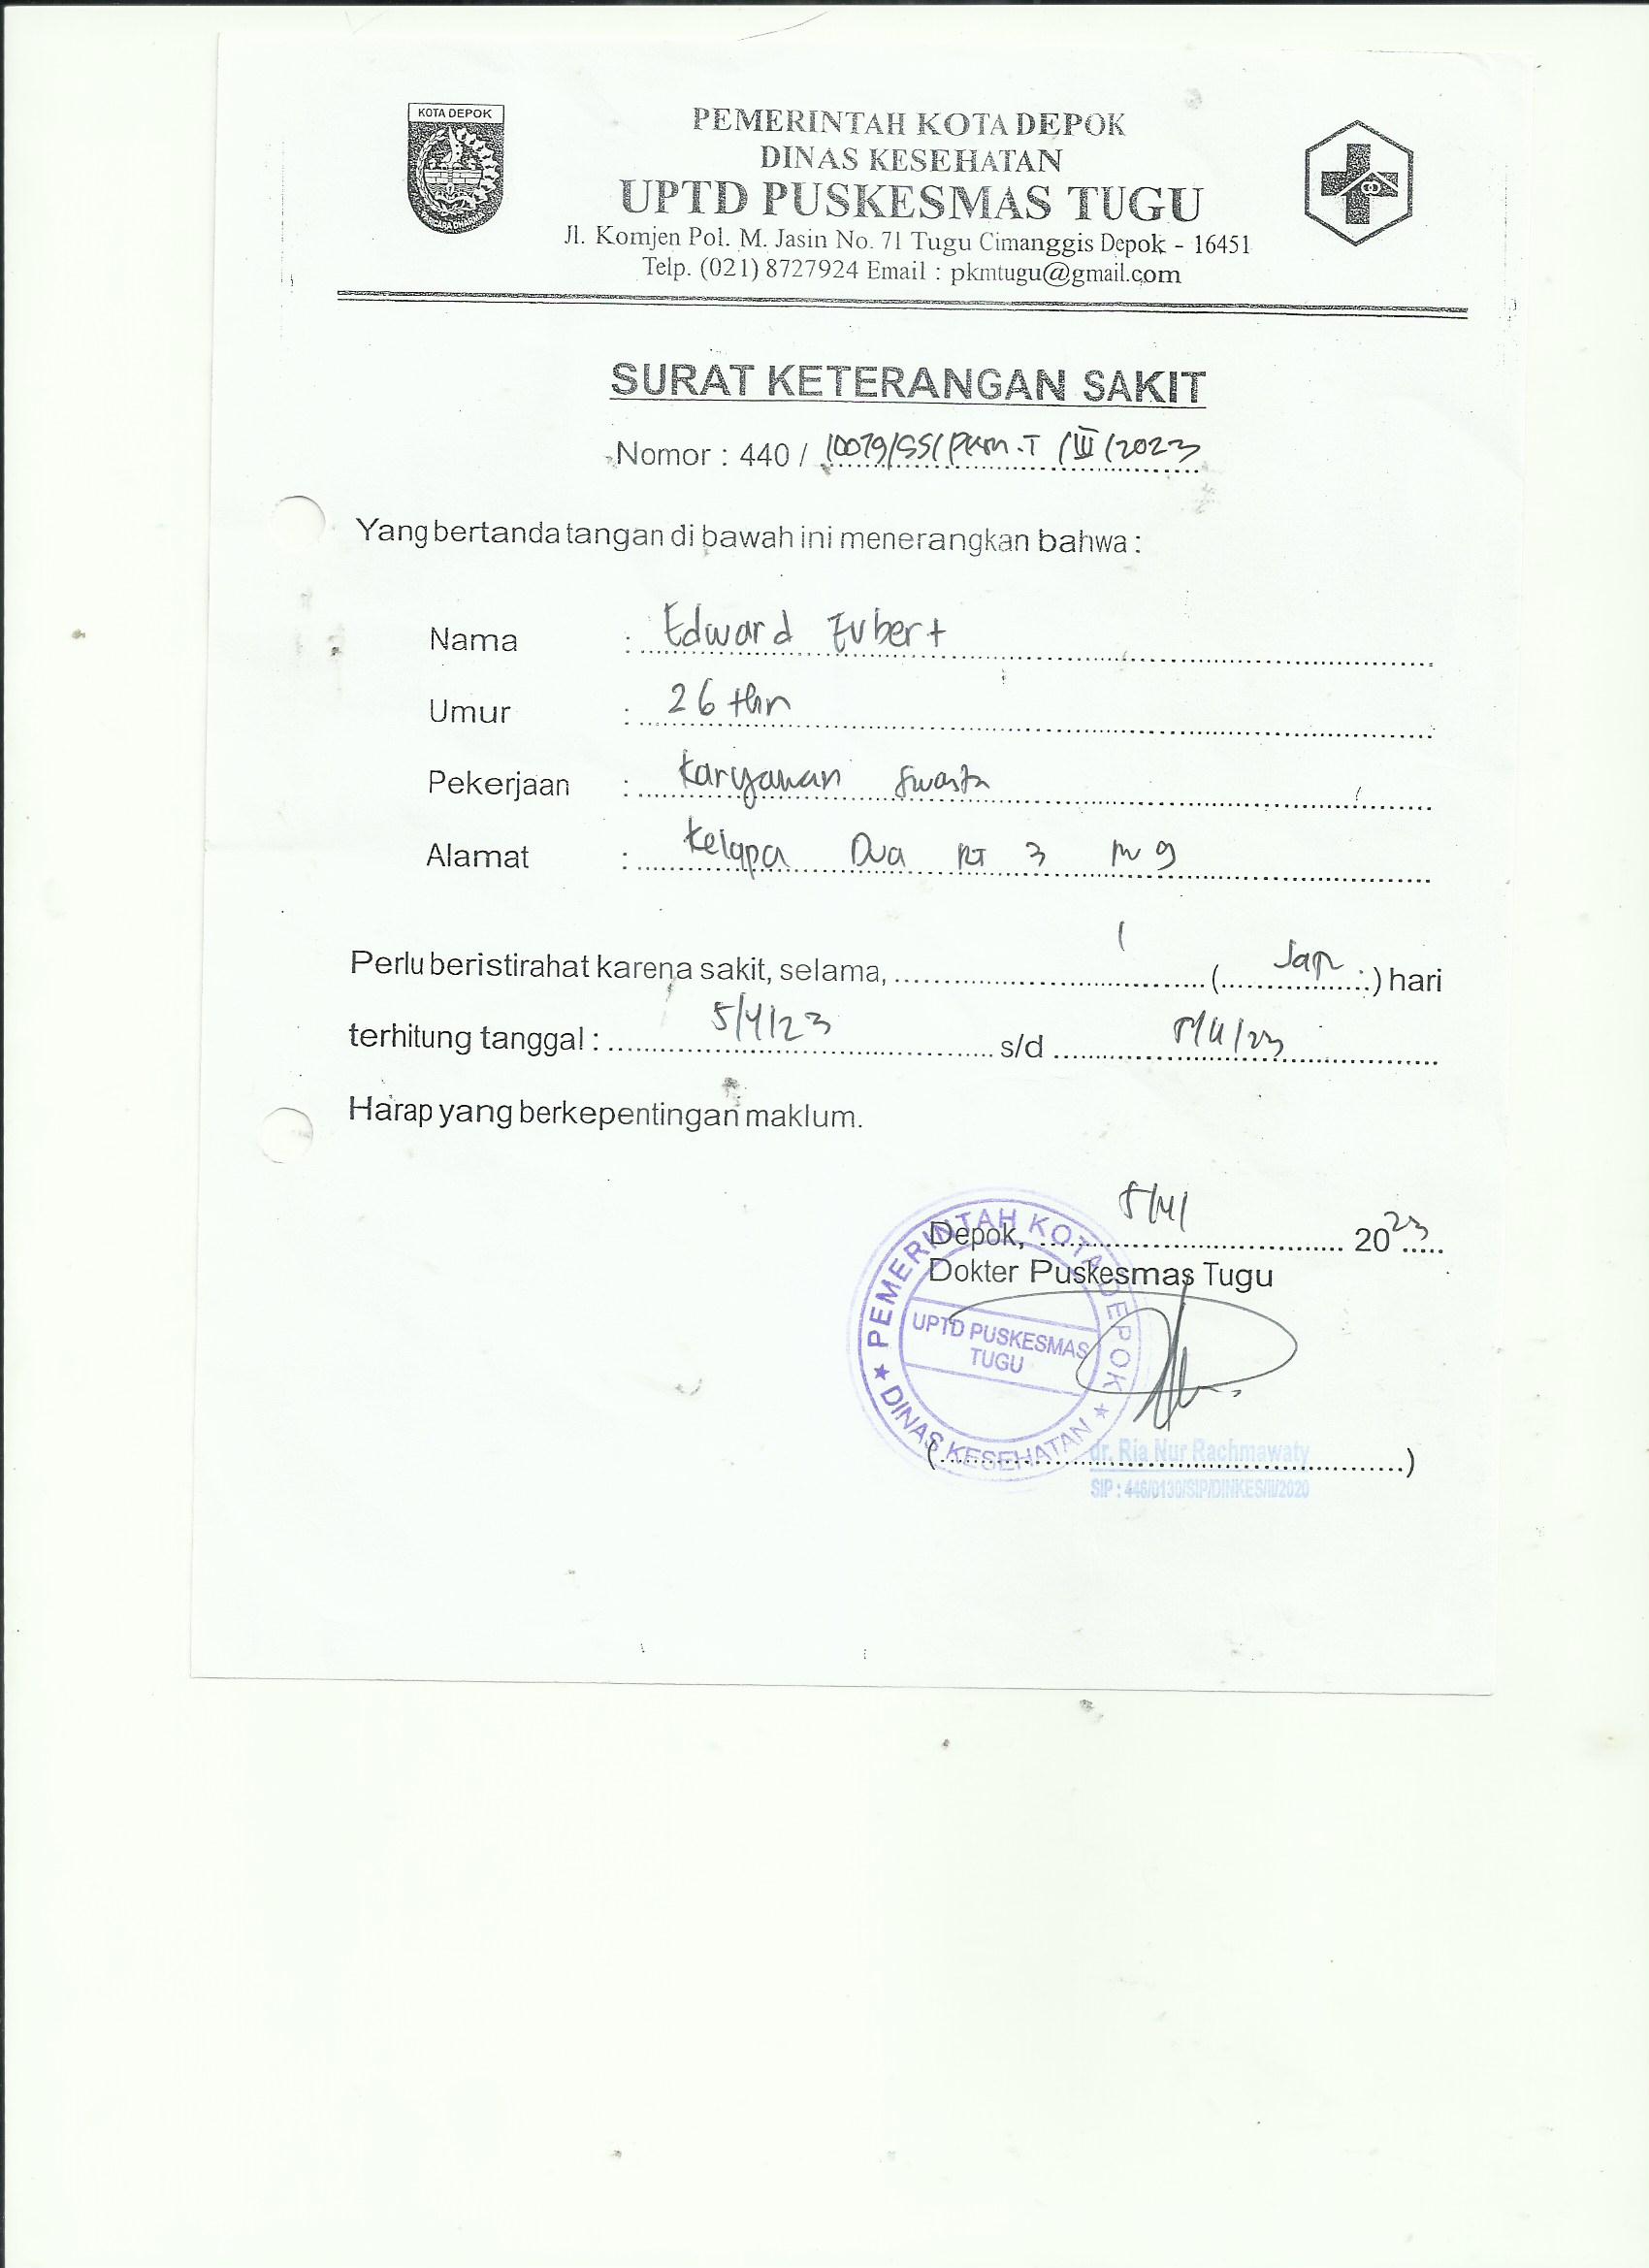 KOTA DEPOK
PEMERINTAH KOTA DEPOK
DINAS KESEHATAN
UPTD PUSKESMAS TUGU
Jl. Komjen Pol. M. Jasin No. 71 Tugu Cimanggis Depok - 16451
Telp. (021) 8727924 Email : pkmtugu@gmail.com
SURAT KETERANGAN SAKIT
Nomor : 440 / 10079/SS/PKM.T/III/2023
Yang bertanda tangan di bawah ini menerangkan bahwa :
Nama : Edward Eubert
Umur : 26 thn
Pekerjaan : Karyawan Swasta
Alamat : Kelapa Dua RT 3 RW 9
Perlu beristirahat karena sakit, selama, 1 (satu) hari
terhitung tanggal : 5/4/23 s/d 5/4/23
Harap yang berkepentingan maklum.
Depok, 5/4/ 2023
Dokter Puskesmas Tugu
PEMERINTAH KOTA DEPOK
UPTD PUSKESMAS
TUGU
★ DINAS KESEHATAN ★
dr. Ria Nur Rachmawaty
SIP : 446/0130/SIP/DINKES/II/2020